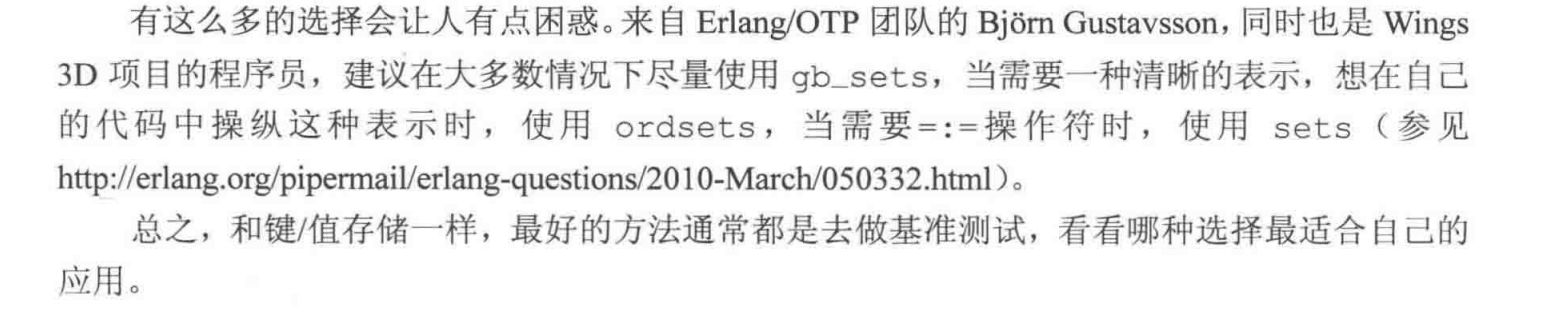 有这么多的选择会让人有点困惑。来自 Erlang/OTP 团队的 Björn Gustavsson，同时也是 Wings
3D 项目的程序员，建议在大多数情况下尽量使用 gb_sets，当需要一种清晰的表示，想在自己
的代码中操纵这种表示时，使用 ordsets，当需要=:=操作符时，使用 sets（参见
http://erlang.org/pipermail/erlang-questions/2010-March/050332.html）。
总之，和键/值存储一样，最好的方法通常都是去做基准测试，看看哪种选择最适合自己的
应用。